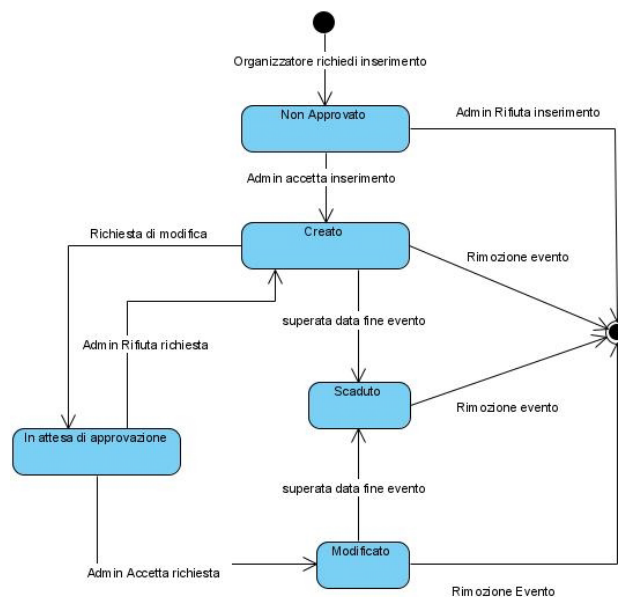 Organizzatore richiedi inserimento
Non Approvato
Admin Rifiuta inserimento
Admin accetta inserimento
Creato
Richiesta di modifica
Rimozione evento
superata data fine evento
Admin Rifiuta richiesta
Scaduto
Rimozione evento
In attesa di approvazione
superata data fine evento
Modificato
Admin Accetta richiesta
Rimozione Evento